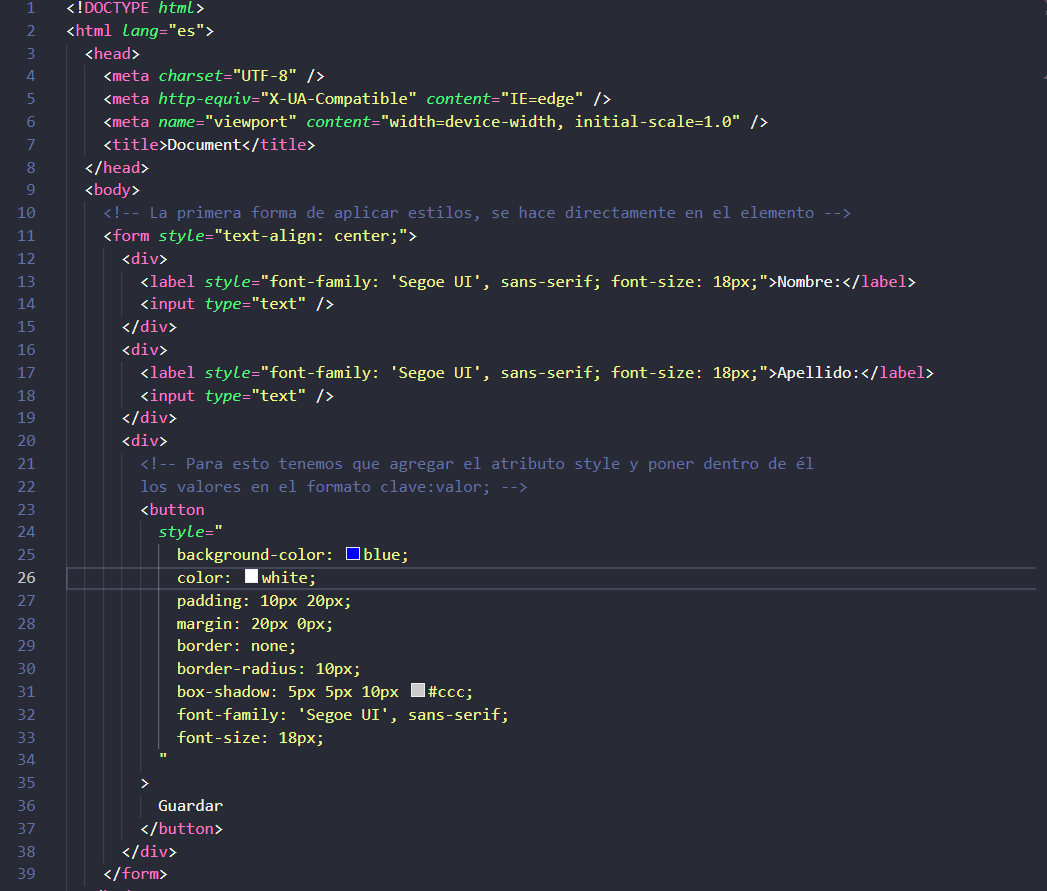 1 <!DOCTYPE html>
2 <html lang="es">
3 <head>
4 <meta charset="UTF-8" />
5 <meta http-equiv="X-UA-Compatible" content="IE=edge" />
6 <meta name="viewport" content="width=device-width, initial-scale=1.0" />
7 <title>Document</title>
8 </head>
9 <body>
10 <!-- La primera forma de aplicar estilos, se hace directamente en el elemento -->
11 <form style="text-align: center;">
12 <div>
13 <label style="font-family: 'Segoe UI', sans-serif; font-size: 18px;">Nombre:</label>
14 <input type="text" />
15 </div>
16 <div>
17 <label style="font-family: 'Segoe UI', sans-serif; font-size: 18px;">Apellido:</label>
18 <input type="text" />
19 </div>
20 <div>
21 <!-- Para esto tenemos que agregar el atributo style y poner dentro de él
22 los valores en el formato clave:valor; -->
23 <button
24 style="
25 background-color: blue;
26 color: white;
27 padding: 10px 20px;
28 margin: 20px 0px;
29 border: none;
30 border-radius: 10px;
31 box-shadow: 5px 5px 10px #ccc;
32 font-family: 'Segoe UI', sans-serif;
33 font-size: 18px;
34 "
35 >
36 Guardar
37 </button>
38 </div>
39 </form>